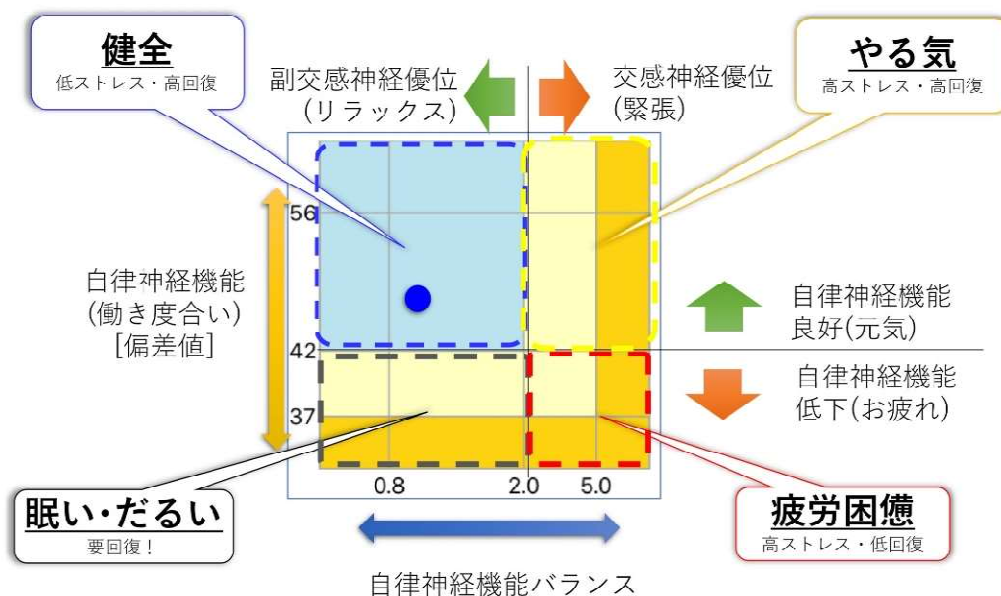 健全
低ストレス・高回復
副交感神経優位
(リラックス)
交感神経優位
(緊張)
やる気
高ストレス・高回復
56
42
37
自律神経機能
(働き度合い)
[偏差値]
自律神経機能
良好(元気)
自律神経機能
低下(お疲れ)
0.8
2.0
5.0
眠い・だるい
要回復！
疲労困憊
高ストレス・低回復
自律神経機能バランス